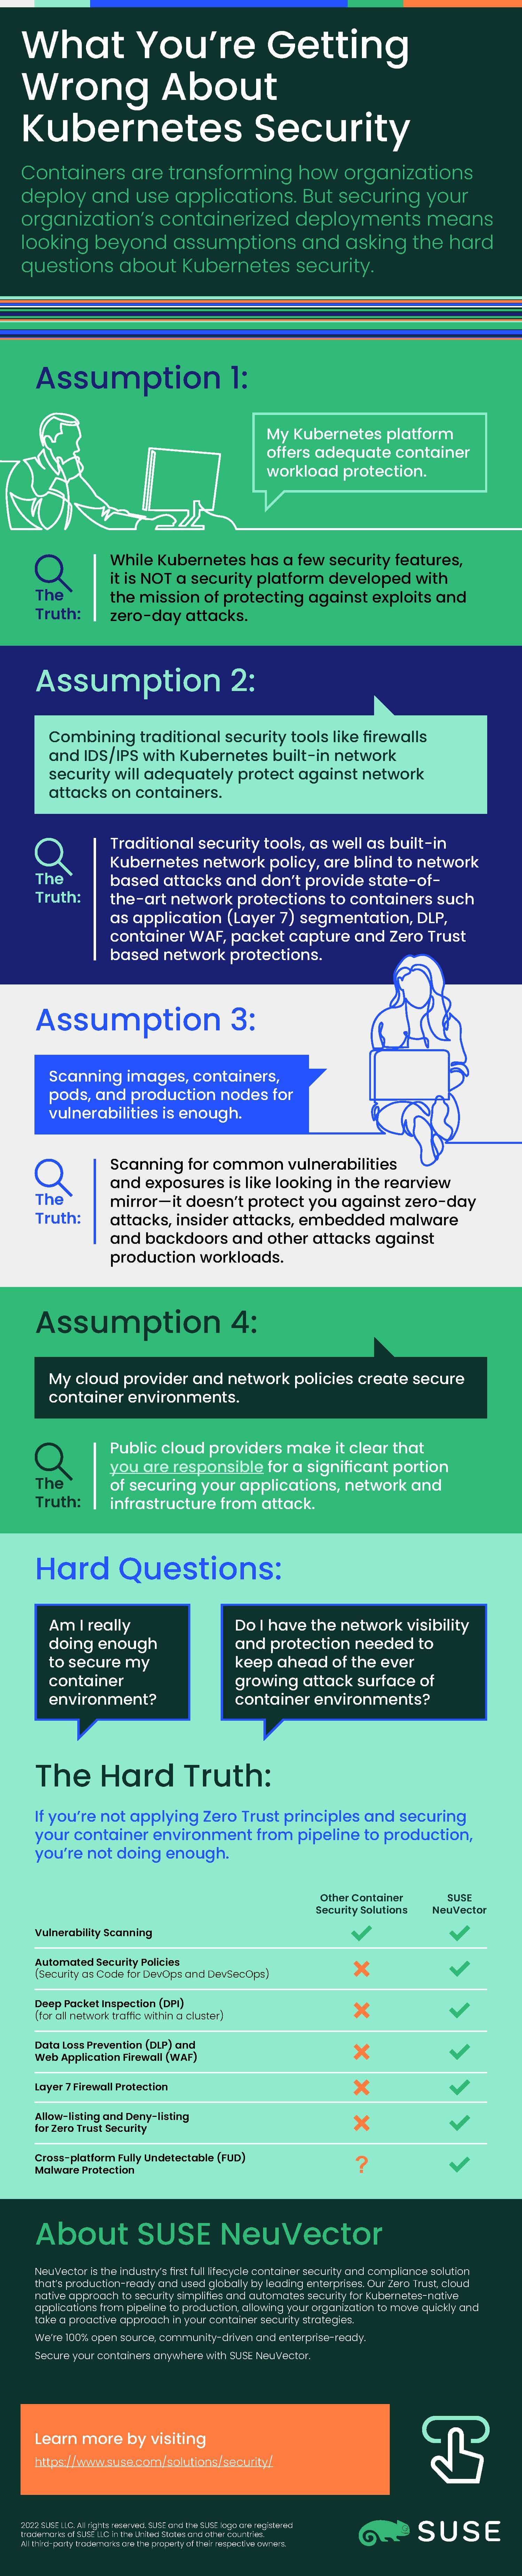 What You’re Getting
Wrong About
Kubernetes Security
Containers are transforming how organizations
deploy and use applications. But securing your
organization’s containerized deployments means
looking beyond assumptions and asking the hard
questions about Kubernetes security.
Assumption 1:
My Kubernetes platform
offers adequate container
workload protection.
The
Truth:
While Kubernetes has a few security features,
it is NOT a security platform developed with
the mission of protecting against exploits and
zero-day attacks.
Assumption 2:
Combining traditional security tools like firewalls
and IDS/IPS with Kubernetes built-in network
security will adequately protect against network
attacks on containers.
The
Truth:
Traditional security tools, as well as built-in
Kubernetes network policy, are blind to network
based attacks and don’t provide state-of-
the-art network protections to containers such
as application (Layer 7) segmentation, DLP,
container WAF, packet capture and Zero Trust
based network protections.
Assumption 3:
Scanning images, containers,
pods, and production nodes for
vulnerabilities is enough.
The
Truth:
Scanning for common vulnerabilities
and exposures is like looking in the rearview
mirror—it doesn’t protect you against zero-day
attacks, insider attacks, embedded malware
and backdoors and other attacks against
production workloads.
Assumption 4:
My cloud provider and network policies create secure
container environments.
The
Truth:
Public cloud providers make it clear that
you are responsible for a significant portion
of securing your applications, network and
infrastructure from attack.
Hard Questions:
Am I really
doing enough
to secure my
container
environment?
Do I have the network visibility
and protection needed to
keep ahead of the ever
growing attack surface of
container environments?
The Hard Truth:
If you’re not applying Zero Trust principles and securing
your container environment from pipeline to production,
you’re not doing enough.
Other Container
Security Solutions
SUSE
NeuVector
Vulnerability Scanning
Automated Security Policies
(Security as Code for DevOps and DevSecOps)
Deep Packet Inspection (DPI)
(for all network traffic within a cluster)
Data Loss Prevention (DLP) and
Web Application Firewall (WAF)
Layer 7 Firewall Protection
Allow-listing and Deny-listing
for Zero Trust Security
Cross-platform Fully Undetectable (FUD)
Malware Protection
?
About SUSE NeuVector
NeuVector is the industry’s first full lifecycle container security and compliance solution
that’s production-ready and used globally by leading enterprises. Our Zero Trust, cloud
native approach to security simplifies and automates security for Kubernetes-native
applications from pipeline to production, allowing your organization to move quickly and
take a proactive approach in your container security strategies.
We’re 100% open source, community-driven and enterprise-ready.
Secure your containers anywhere with SUSE NeuVector.
Learn more by visiting
https://www.suse.com/solutions/security/
2022 SUSE LLC. All rights reserved. SUSE and the SUSE logo are registered
trademarks of SUSE LLC in the United States and other countries.
All third-party trademarks are the property of their respective owners.
SUSE